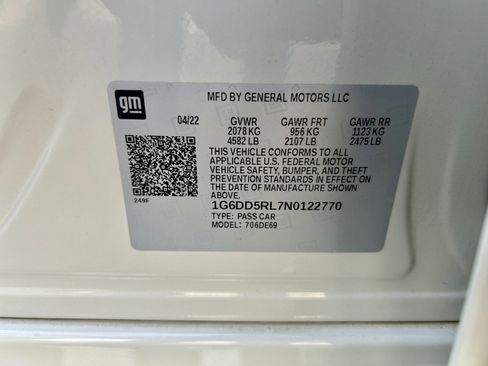 gm
MFD BY GENERAL MOTORS LLC
04/22 GVWR GAWR FRT GAWR RR
2078 KG 956 KG 1123 KG
4582 LB 2107 LB 2475 LB
THIS VEHICLE CONFORMS TO ALL
APPLICABLE U.S. FEDERAL MOTOR
VEHICLE SAFETY, BUMPER, AND THEFT
PREVENTION STANDARDS IN EFFECT ON
THE DATE OF MANUFACTURE SHOWN
ABOVE.
249F
1G6DD5RL7N0122770
TYPE: PASS CAR
MODEL: 706DE69